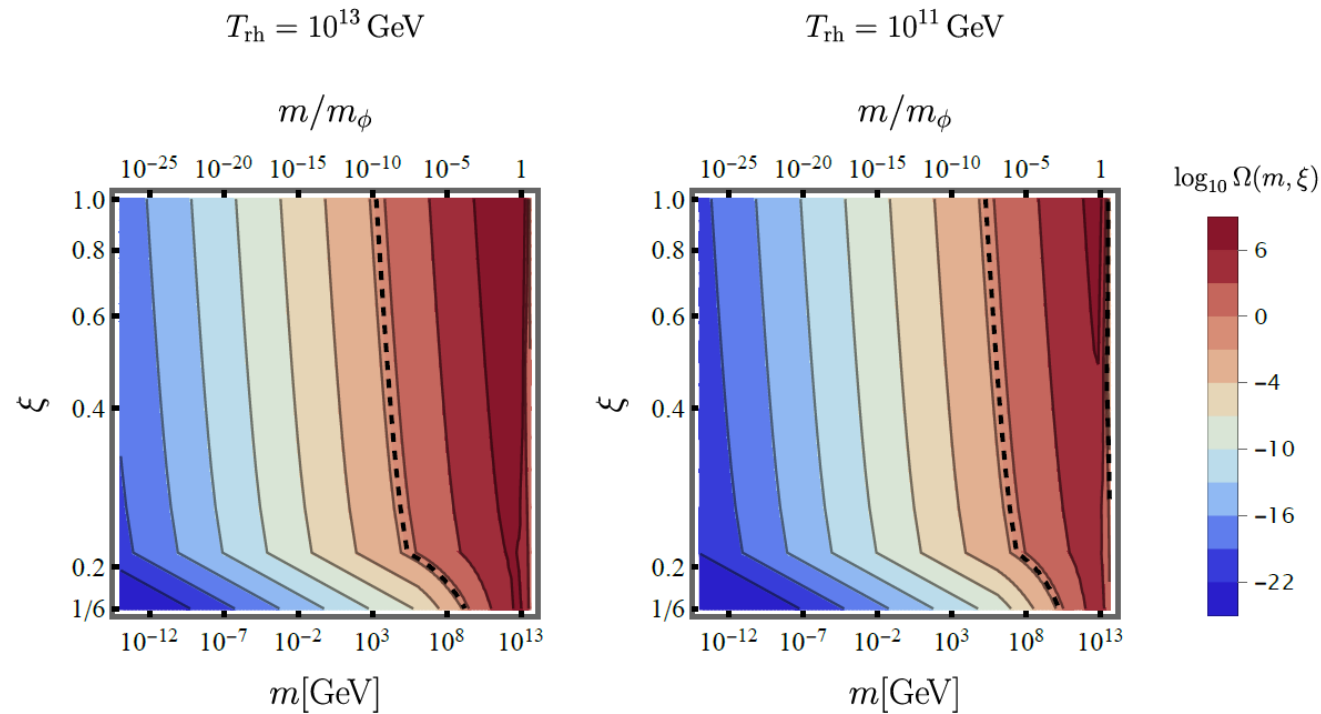 T_rh = 10^13 GeV
T_rh = 10^11 GeV
m/m_ϕ
m/m_ϕ
10^−25 10^−20 10^−15 10^−10 10^−5 1
10^−25 10^−20 10^−15 10^−10 10^−5 1
log_10 Ω(m, ξ)
1.0
0.8
0.6
0.4
0.2
1/6
ξ
10^−12 10^−7 10^−2 10^3 10^8 10^13
m[GeV]
1.0
0.8
0.6
0.4
0.2
1/6
ξ
10^−12 10^−7 10^−2 10^3 10^8 10^13
m[GeV]
6
0
−4
−10
−16
−22